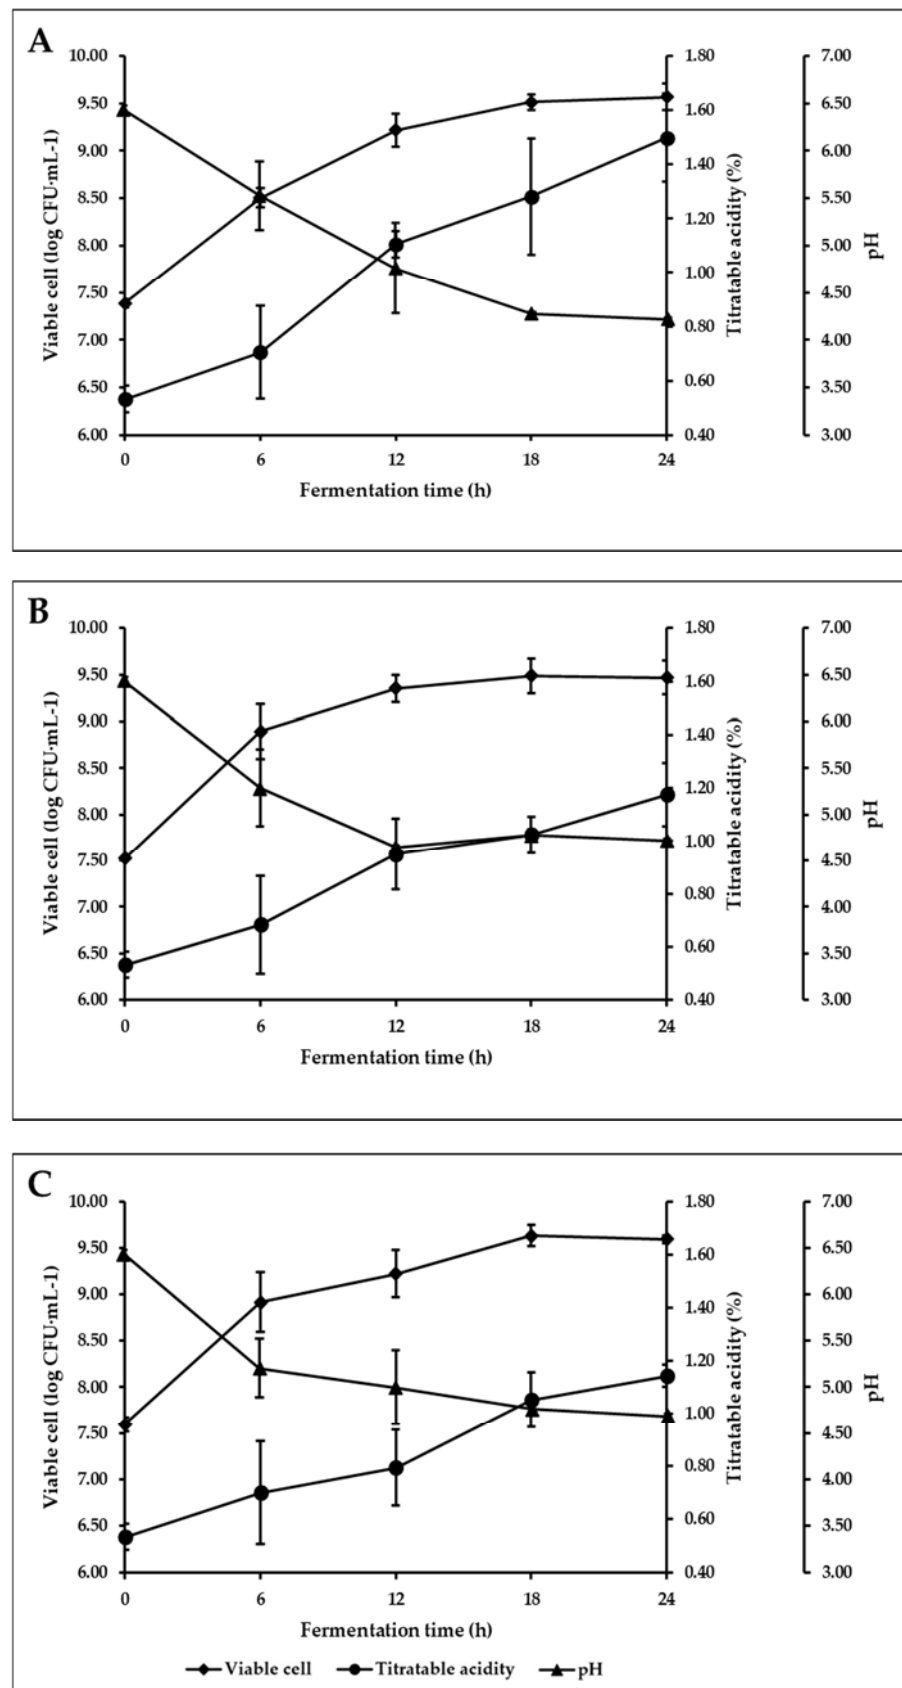 A
10.00 9.50 9.00 8.50 8.00 7.50 7.00 6.50 6.00
Viable cell (log CFU·mL-1)
1.80 1.60 1.40 1.20 1.00 0.80 0.60 0.40
Titratable acidity (%)
7.00 6.50 6.00 5.50 5.00 4.50 4.00 3.50 3.00
pH
0 6 12 18 24
Fermentation time (h)
B
10.00 9.50 9.00 8.50 8.00 7.50 7.00 6.50 6.00
Viable cell (log CFU·mL-1)
1.80 1.60 1.40 1.20 1.00 0.80 0.60 0.40
Titratable acidity (%)
7.00 6.50 6.00 5.50 5.00 4.50 4.00 3.50 3.00
pH
0 6 12 18 24
Fermentation time (h)
C
10.00 9.50 9.00 8.50 8.00 7.50 7.00 6.50 6.00
Viable cell (log CFU·mL-1)
1.80 1.60 1.40 1.20 1.00 0.80 0.60 0.40
Titratable acidity (%)
7.00 6.50 6.00 5.50 5.00 4.50 4.00 3.50 3.00
pH
0 6 12 18 24
Fermentation time (h)
Viable cell Titratable acidity pH